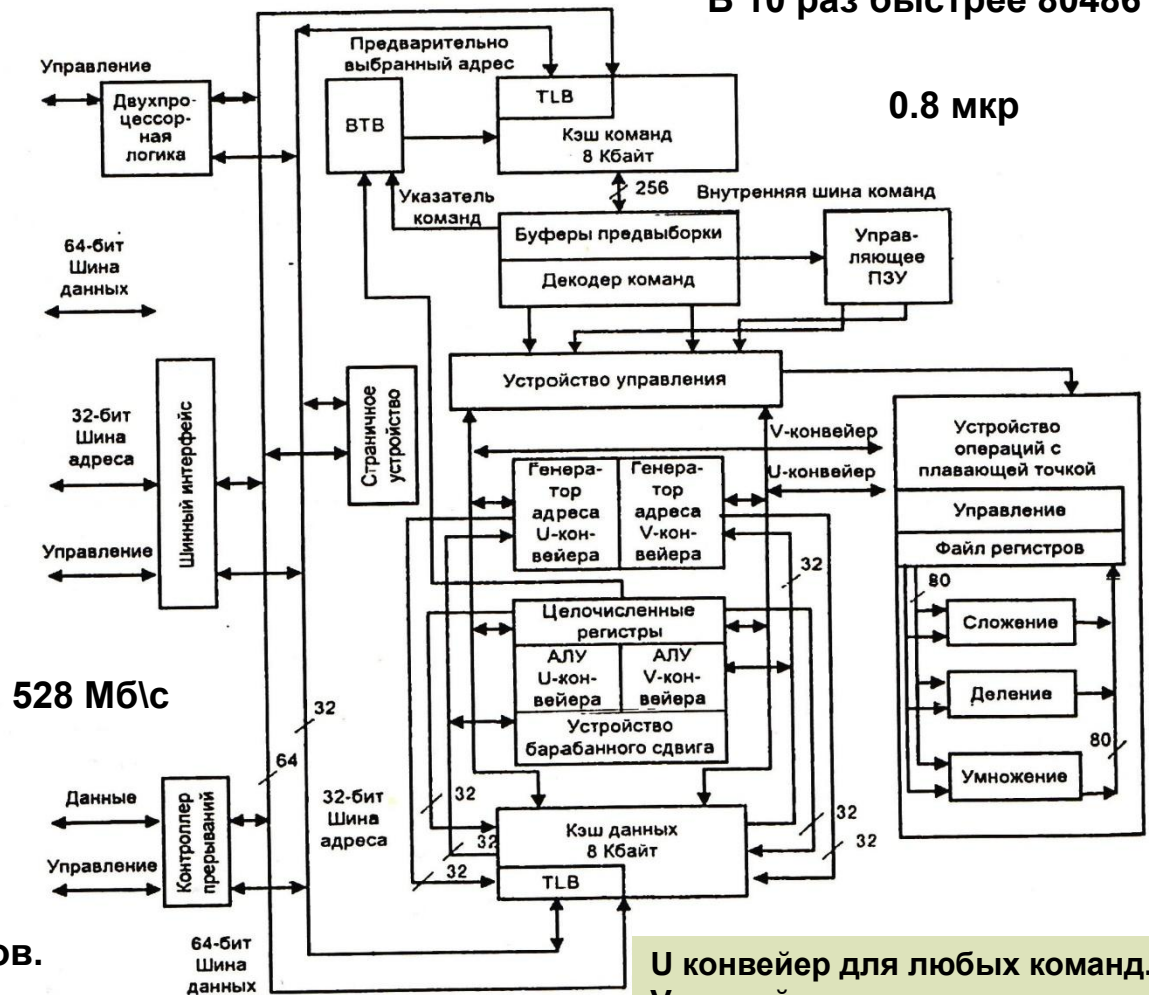 В 10 раз быстрее 80486
Предварительно
выбранный адрес
Управление
Двухпро-
цессор-
ная
логика
BTB
TLB
Кэш команд
8 Кбайт
0.8 мкр
256
Внутренняя шина команд
Указатель
команд
Буферы предвыборки
Декодер команд
Управ-
ляющее
ПЗУ
64-бит
Шина
данных
Устройство управления
Страничное
устройство
32-бит
Шина
адреса
Управление
Шинный интерфейс
V-конвейер
U-конвейер
Генера-
тор
адреса
U-кон-
вейера
Генера-
тор
адреса
V-кон-
вейера
32
Устройство
операций с
плавающей точкой
Управление
Файл регистров
80
Сложение
Деление
Умножение
80
Целочисленные
регистры
АЛУ
U-кон-
вейера
АЛУ
V-кон-
вейера
Устройство
барабанного сдвига
528 Мб\с
32
64
Данные
Управление
Контроллер
прерываний
32-бит
Шина
адреса
32
32
32
32
32
Кэш данных
8 Кбайт
TLB
ов.
64-бит
Шина
данных
U конвейер для любых команд.